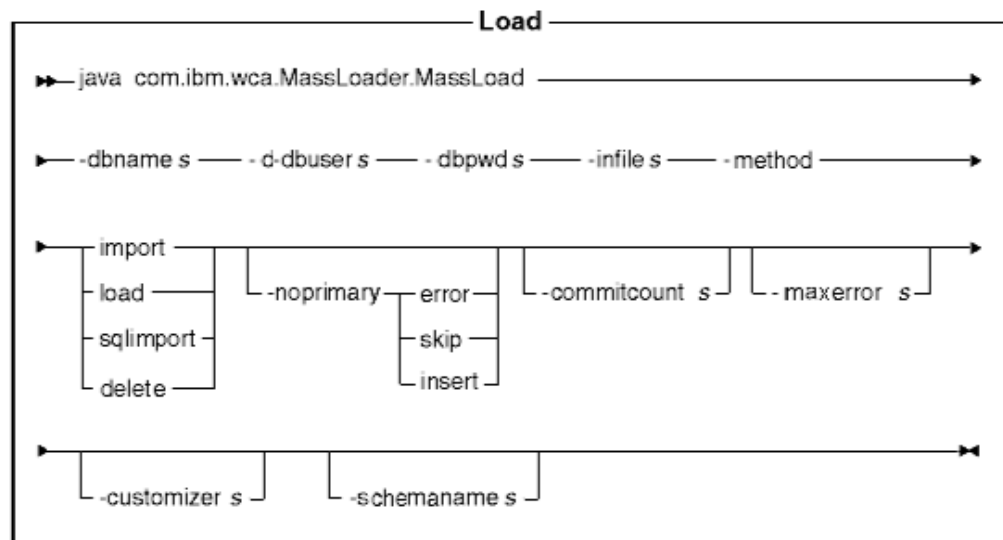 Load
java com.ibm.wca.MassLoader.MassLoad
-dbname s - d-dbuser s - dbpwd s -infile s -method
import
load
sqlimport
delete
-noprimary error
skip
insert
-commitcount s
-maxerror s
-customizer s -schemaname s